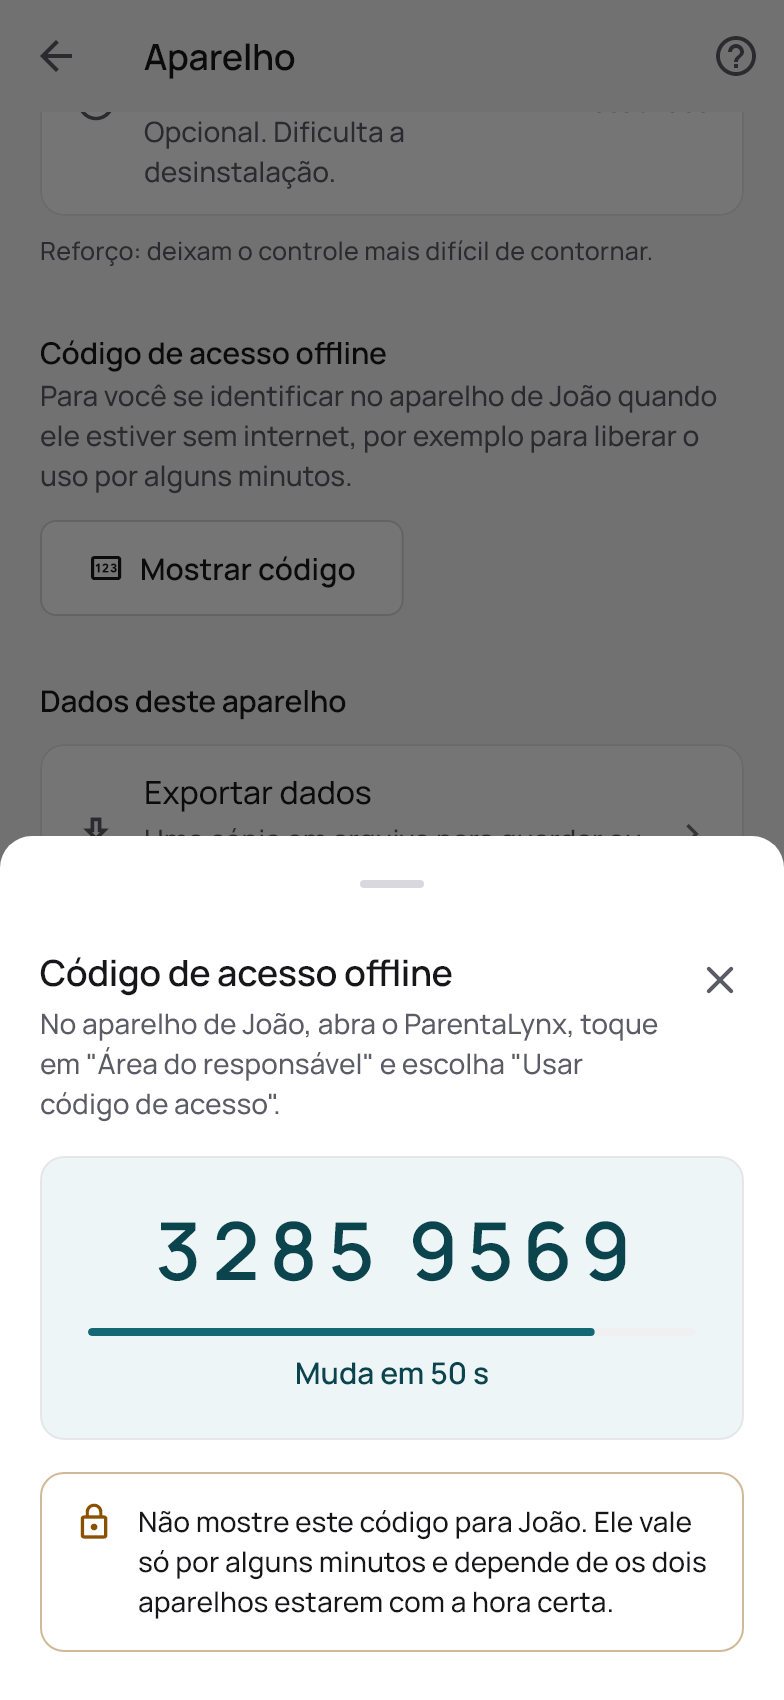 Aparelho
Opcional. Dificulta a
desinstalação.
Reforço: deixam o controle mais difícil de contornar.
Código de acesso offline
Para você se identificar no aparelho de João quando
ele estiver sem internet, por exemplo para liberar o
uso por alguns minutos.
123 Mostrar código
Dados deste aparelho
Exportar dados
Código de acesso offline
No aparelho de João, abra o ParentaLynx, toque
em "Área do responsável" e escolha "Usar
código de acesso".
3285 9569
Muda em 50 s
Não mostre este código para João. Ele vale
só por alguns minutos e depende de os dois
aparelhos estarem com a hora certa.